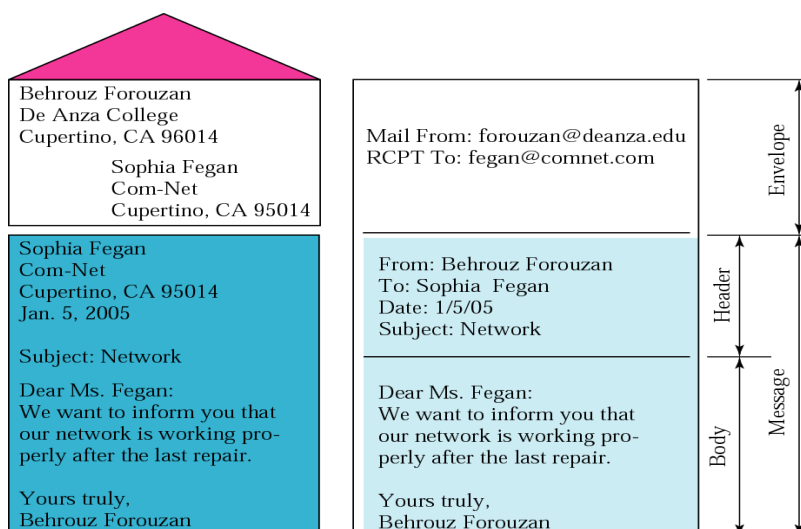 Behrouz Forouzan
De Anza College
Cupertino, CA 96014
Sophia Fegan
Com-Net
Cupertino, CA 95014
Sophia Fegan
Com-Net
Cupertino, CA 95014
Jan. 5, 2005
Subject: Network
Dear Ms. Fegan:
We want to inform you that
our network is working pro-
perly after the last repair.
Yours truly,
Behrouz Forouzan
Mail From: forouzan@deanza.edu
RCPT To: fegan@comnet.com
From: Behrouz Forouzan
To: Sophia Fegan
Date: 1/5/05
Subject: Network
Dear Ms. Fegan:
We want to inform you that
our network is working pro-
perly after the last repair.
Yours truly,
Behrouz Forouzan
Envelope
Header
Body
Message